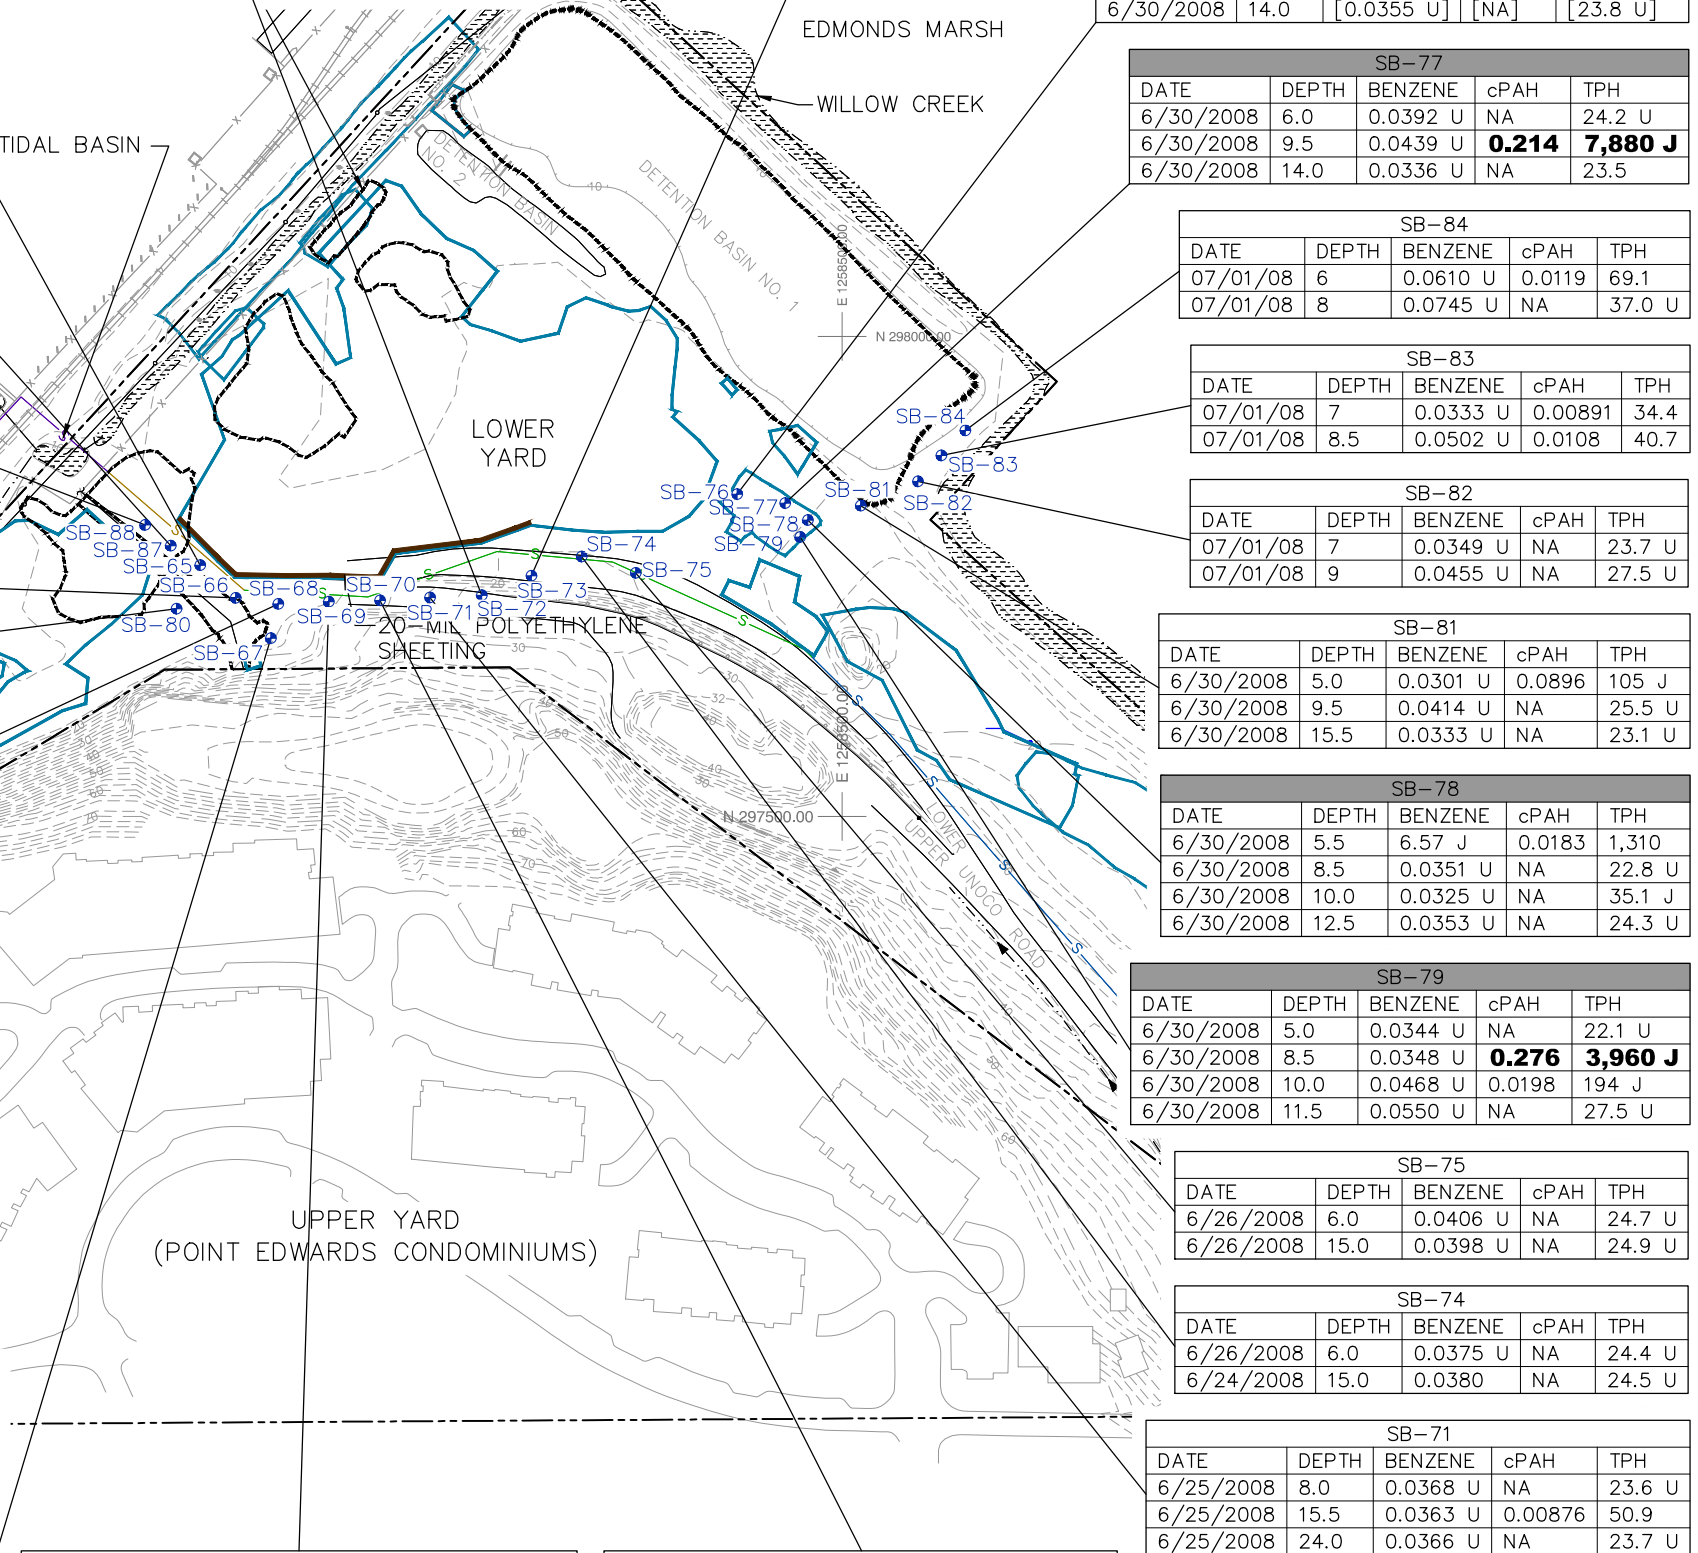 6/30/2008 14.0 [0.0355 U] [NA] [23.8 U]
EDMONDS MARSH
WILLOW CREEK
TIDAL BASIN
DETENTION BASIN NO. 2
DETENTION BASIN NO. 1
E 1258500.00
N 298000.00
LOWER
YARD
SB-84
SB-83
SB-82
SB-81
SB-76
SB-77
SB-78
SB-79
SB-74
SB-75
SB-88
SB-87
SB-65
SB-66
SB-68
SB-70
SB-73
SB-80
SB-69
SB-71
SB-72
SB-67
20-MIL POLYETHYLENE
SHEETING
E 1258500.00
N 297500.00
LOWER UNOCO ROAD
UPPER
UPPER YARD
(POINT EDWARDS CONDOMINIUMS)
SB-77
DATE DEPTH BENZENE cPAH TPH
6/30/2008 6.0 0.0392 U NA 24.2 U
6/30/2008 9.5 0.0439 U 0.214 7,880 J
6/30/2008 14.0 0.0336 U NA 23.5
SB-84
DATE DEPTH BENZENE cPAH TPH
07/01/08 6 0.0610 U 0.0119 69.1
07/01/08 8 0.0745 U NA 37.0 U
SB-83
DATE DEPTH BENZENE cPAH TPH
07/01/08 7 0.0333 U 0.00891 34.4
07/01/08 8.5 0.0502 U 0.0108 40.7
SB-82
DATE DEPTH BENZENE cPAH TPH
07/01/08 7 0.0349 U NA 23.7 U
07/01/08 9 0.0455 U NA 27.5 U
SB-81
DATE DEPTH BENZENE cPAH TPH
6/30/2008 5.0 0.0301 U 0.0896 105 J
6/30/2008 9.5 0.0414 U NA 25.5 U
6/30/2008 15.5 0.0333 U NA 23.1 U
SB-78
DATE DEPTH BENZENE cPAH TPH
6/30/2008 5.5 6.57 J 0.0183 1,310
6/30/2008 8.5 0.0351 U NA 22.8 U
6/30/2008 10.0 0.0325 U NA 35.1 J
6/30/2008 12.5 0.0353 U NA 24.3 U
SB-79
DATE DEPTH BENZENE cPAH TPH
6/30/2008 5.0 0.0344 U NA 22.1 U
6/30/2008 8.5 0.0348 U 0.276 3,960 J
6/30/2008 10.0 0.0468 U 0.0198 194 J
6/30/2008 11.5 0.0550 U NA 27.5 U
SB-75
DATE DEPTH BENZENE cPAH TPH
6/26/2008 6.0 0.0406 U NA 24.7 U
6/26/2008 15.0 0.0398 U NA 24.9 U
SB-74
DATE DEPTH BENZENE cPAH TPH
6/26/2008 6.0 0.0375 U NA 24.4 U
6/24/2008 15.0 0.0380 NA 24.5 U
SB-71
DATE DEPTH BENZENE cPAH TPH
6/25/2008 8.0 0.0368 U NA 23.6 U
6/25/2008 15.5 0.0363 U 0.00876 50.9
6/25/2008 24.0 0.0366 U NA 23.7 U